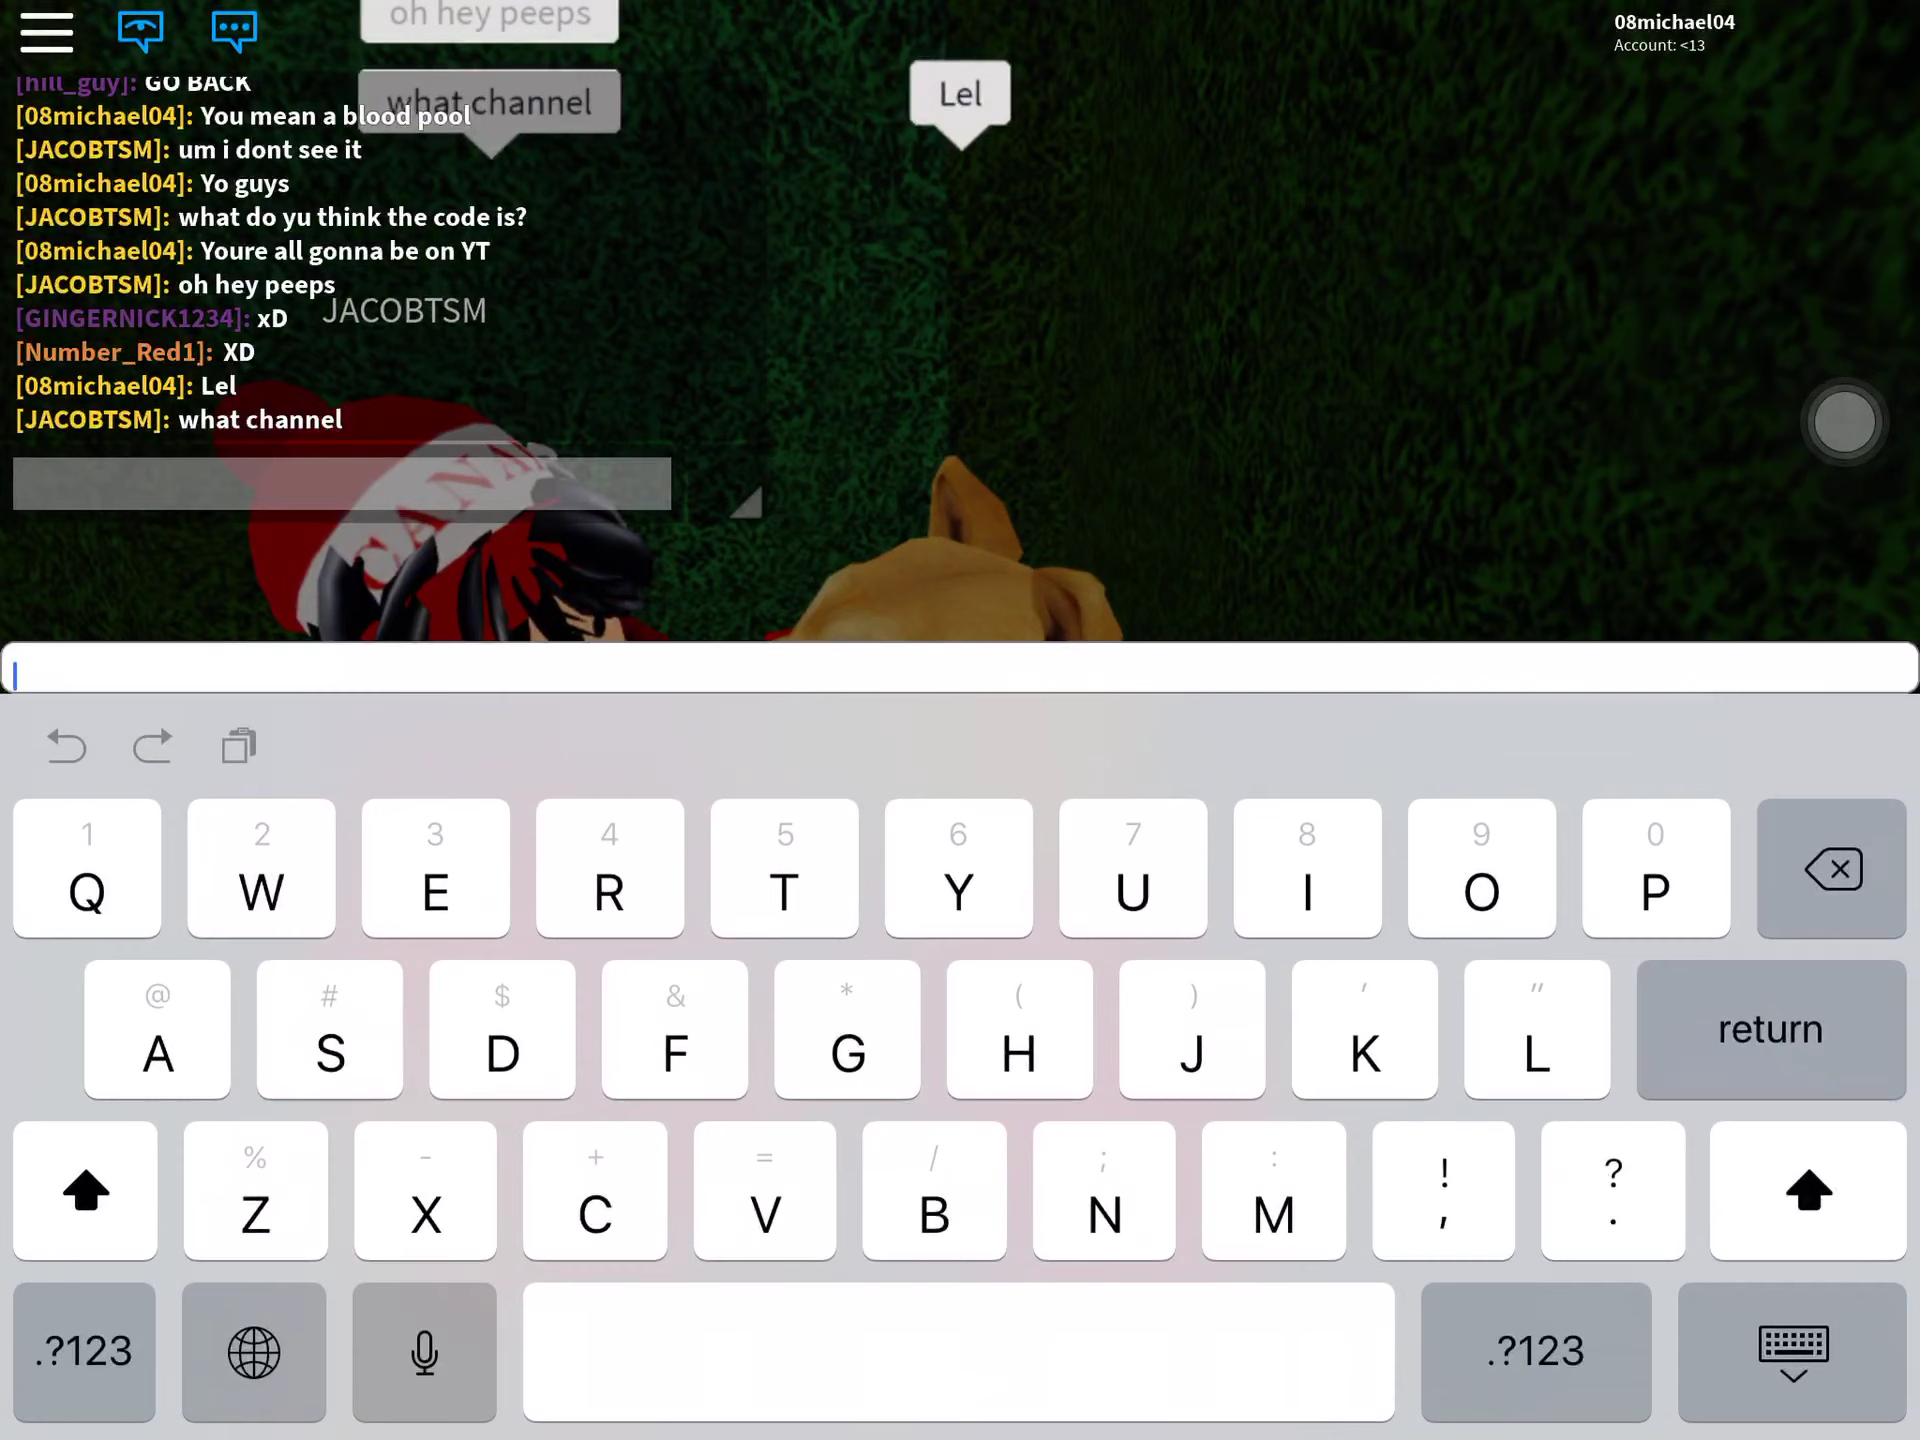 oh hey peeps
08michael04
Account: <13
[hill_guy]: GO BACK
what channel
Lel
[08michael04]: You mean a blood pool
[JACOBTSM]: um i dont see it
[08michael04]: Yo guys
[JACOBTSM]: what do yu think the code is?
[08michael04]: Youre all gonna be on YT
[JACOBTSM]: oh hey peeps
JACOBTSM
[GINGERNICK1234]: xD
[Number_Red1]: XD
[08michael04]: Lel
[JACOBTSM]: what channel
CANA
1 2 3 4 5 6 7 8 9 0
Q W E R T Y U I O P
@ # $ & * ( ) ' "
A S D F G H J K L return
% - + = / ; : ! ?
Z X C V B N M , .
.?123 .?123